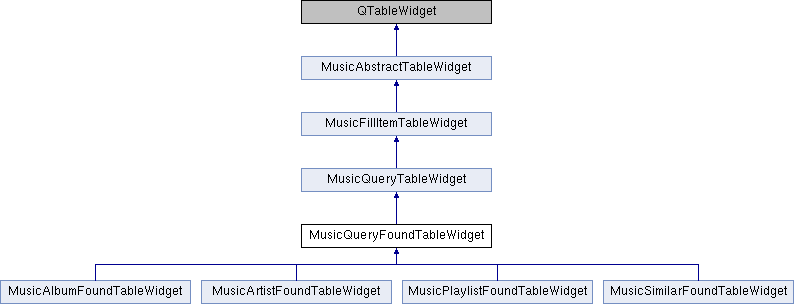 QTableWidget
MusicAbstractTableWidget
MusicFillItemTableWidget
MusicQueryTableWidget
MusicQueryFoundTableWidget
MusicAlbumFoundTableWidget
MusicArtistFoundTableWidget
MusicPlaylistFoundTableWidget
MusicSimilarFoundTableWidget